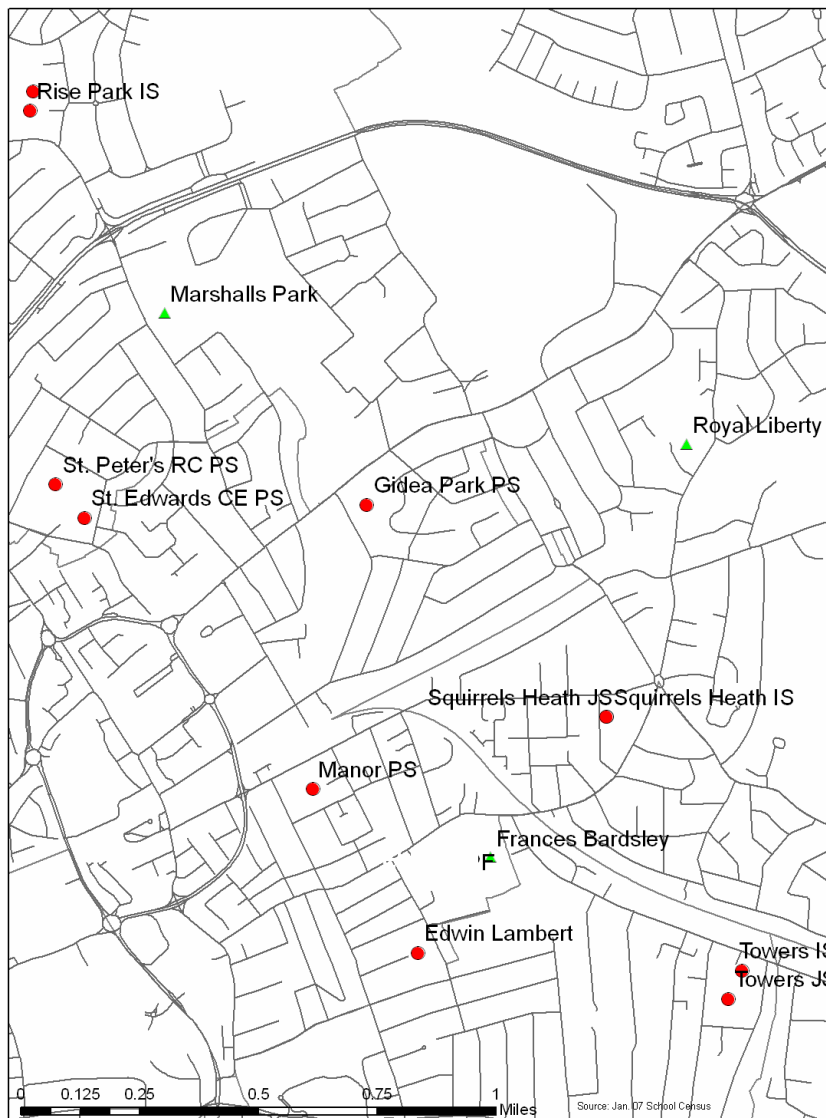 Rise Park IS
Marshalls Park
Royal Liberty
St. Peter's RC PS
Gidea Park PS
St. Edwards CE PS
Squirrels Heath JS
Squirrels Heath IS
Manor PS
Frances Bardsley
F
Edwin Lambert
Towers IS
Towers JS
0 0.125 0.25 0.5 0.75 1
Miles
Source: Jan. 07 School Census